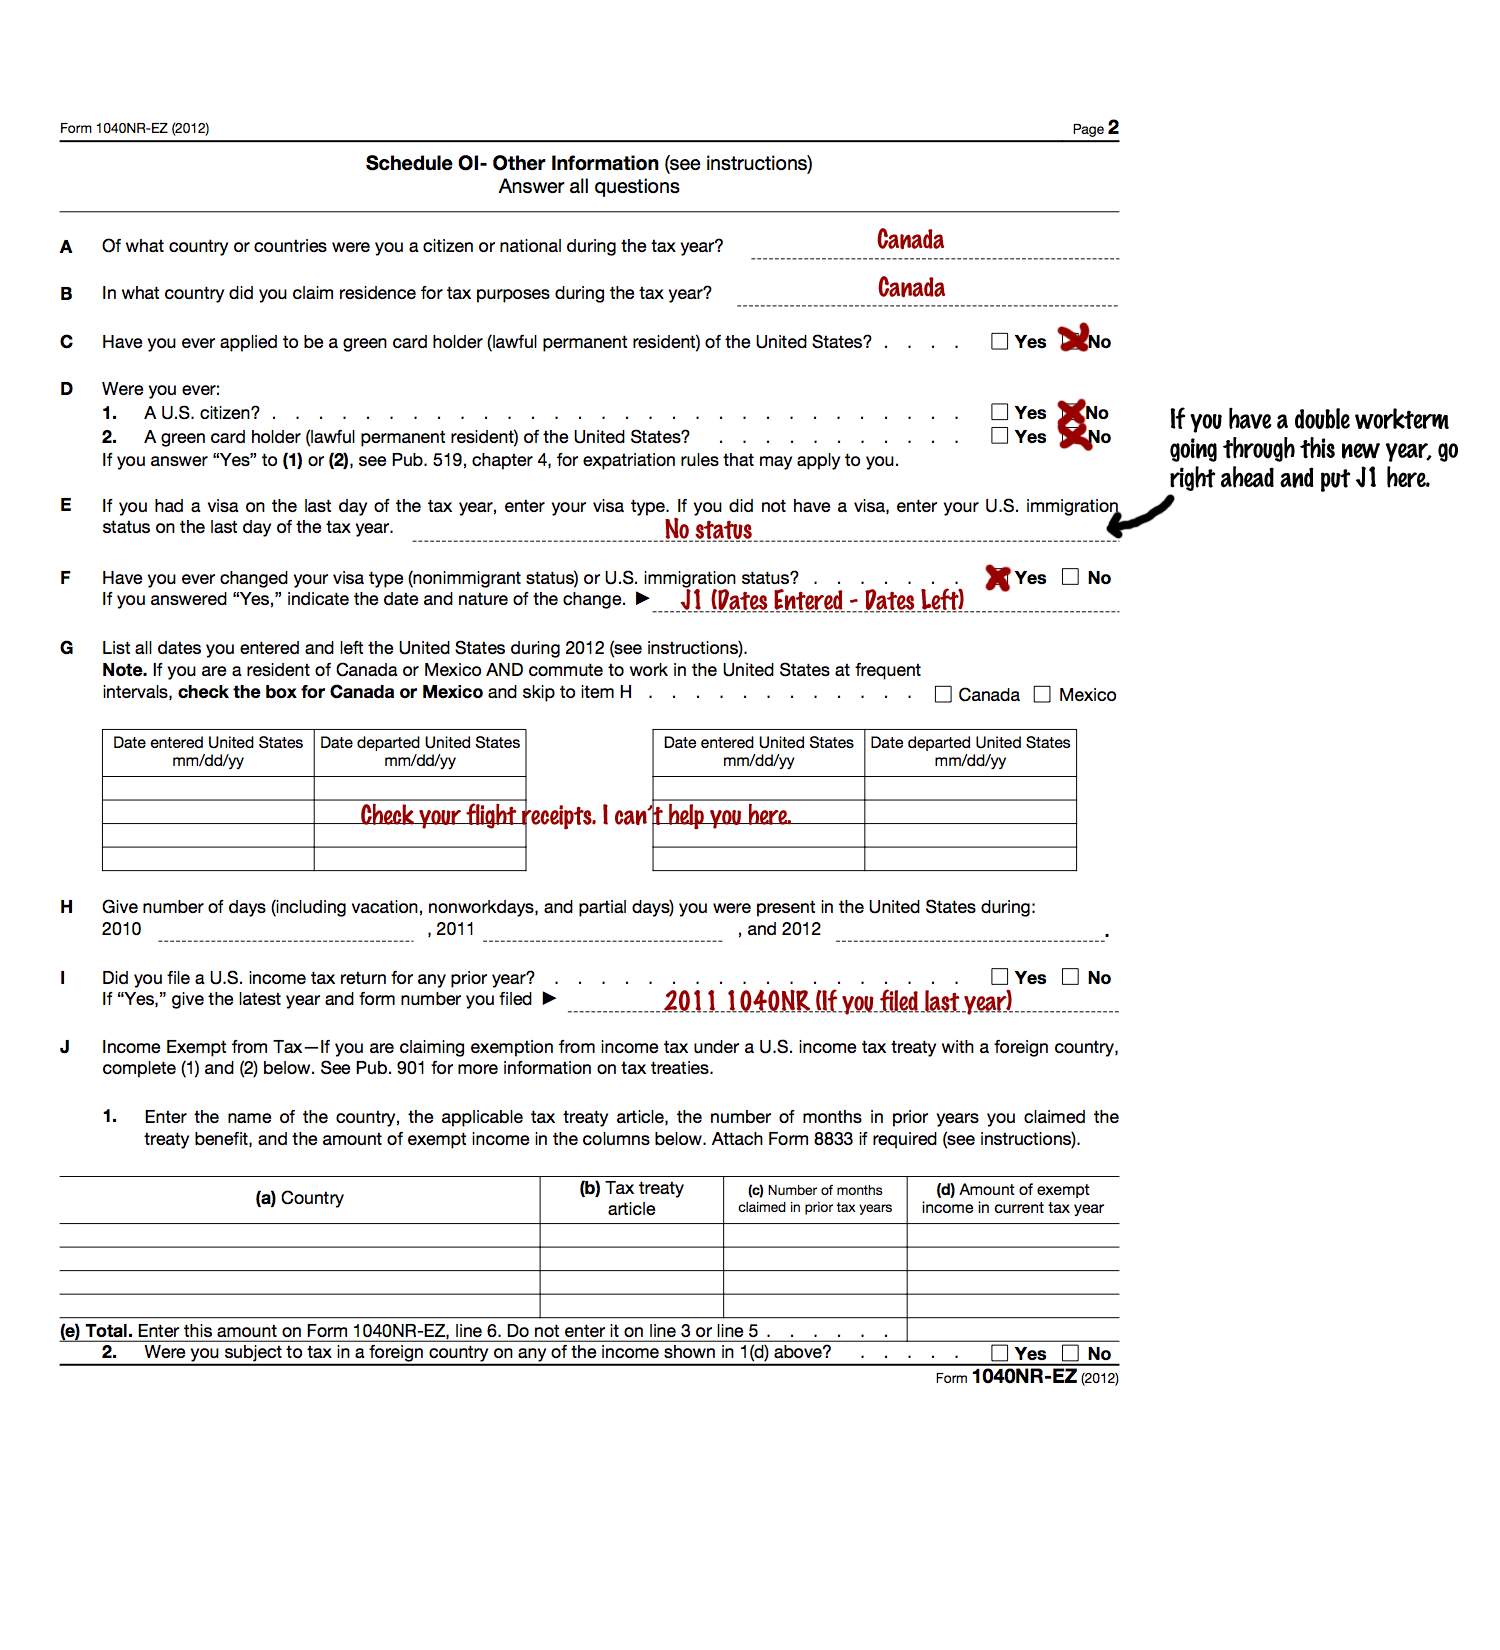 Form 1040NR-EZ (2012) Page 2
Schedule OI- Other Information (see instructions)
Answer all questions
A Of what country or countries were you a citizen or national during the tax year? Canada
B In what country did you claim residence for tax purposes during the tax year? Canada
C Have you ever applied to be a green card holder (lawful permanent resident) of the United States? . . . . Yes No
D Were you ever:
1. A U.S. citizen? . . . . . . . . . . . . . . . . . . . . . . . . . . . . . . Yes No
2. A green card holder (lawful permanent resident) of the United States? . . . . . . . . . . . Yes No
If you answer “Yes” to (1) or (2), see Pub. 519, chapter 4, for expatriation rules that may apply to you.
If you have a double workterm
going through this new year, go
right ahead and put J1 here.
E If you had a visa on the last day of the tax year, enter your visa type. If you did not have a visa, enter your U.S. immigration
status on the last day of the tax year. No status
F Have you ever changed your visa type (nonimmigrant status) or U.S. immigration status? . . . . . . . Yes No
If you answered “Yes,” indicate the date and nature of the change. ▶ J1 (Dates Entered - Dates Left)
G List all dates you entered and left the United States during 2012 (see instructions).
Note. If you are a resident of Canada or Mexico AND commute to work in the United States at frequent
intervals, check the box for Canada or Mexico and skip to item H . . . . . . . . . . . . Canada Mexico
Date entered United States Date departed United States Date entered United States Date departed United States
mm/dd/yy mm/dd/yy mm/dd/yy mm/dd/yy
Check your flight receipts. I can't help you here.
H Give number of days (including vacation, nonworkdays, and partial days) you were present in the United States during:
2010 , 2011 , and 2012 .
I Did you file a U.S. income tax return for any prior year? . . . . . . . . . . . . . . . . . . Yes No
If “Yes,” give the latest year and form number you filed ▶ 2011 1040NR (If you filed last year)
J Income Exempt from Tax—If you are claiming exemption from income tax under a U.S. income tax treaty with a foreign country,
complete (1) and (2) below. See Pub. 901 for more information on tax treaties.
1. Enter the name of the country, the applicable tax treaty article, the number of months in prior years you claimed the
treaty benefit, and the amount of exempt income in the columns below. Attach Form 8833 if required (see instructions).
(a) Country (b) Tax treaty (c) Number of months (d) Amount of exempt
article claimed in prior tax years income in current tax year
(e) Total. Enter this amount on Form 1040NR-EZ, line 6. Do not enter it on line 3 or line 5 . . . . . .
2. Were you subject to tax in a foreign country on any of the income shown in 1(d) above? . . . . . Yes No
Form 1040NR-EZ (2012)